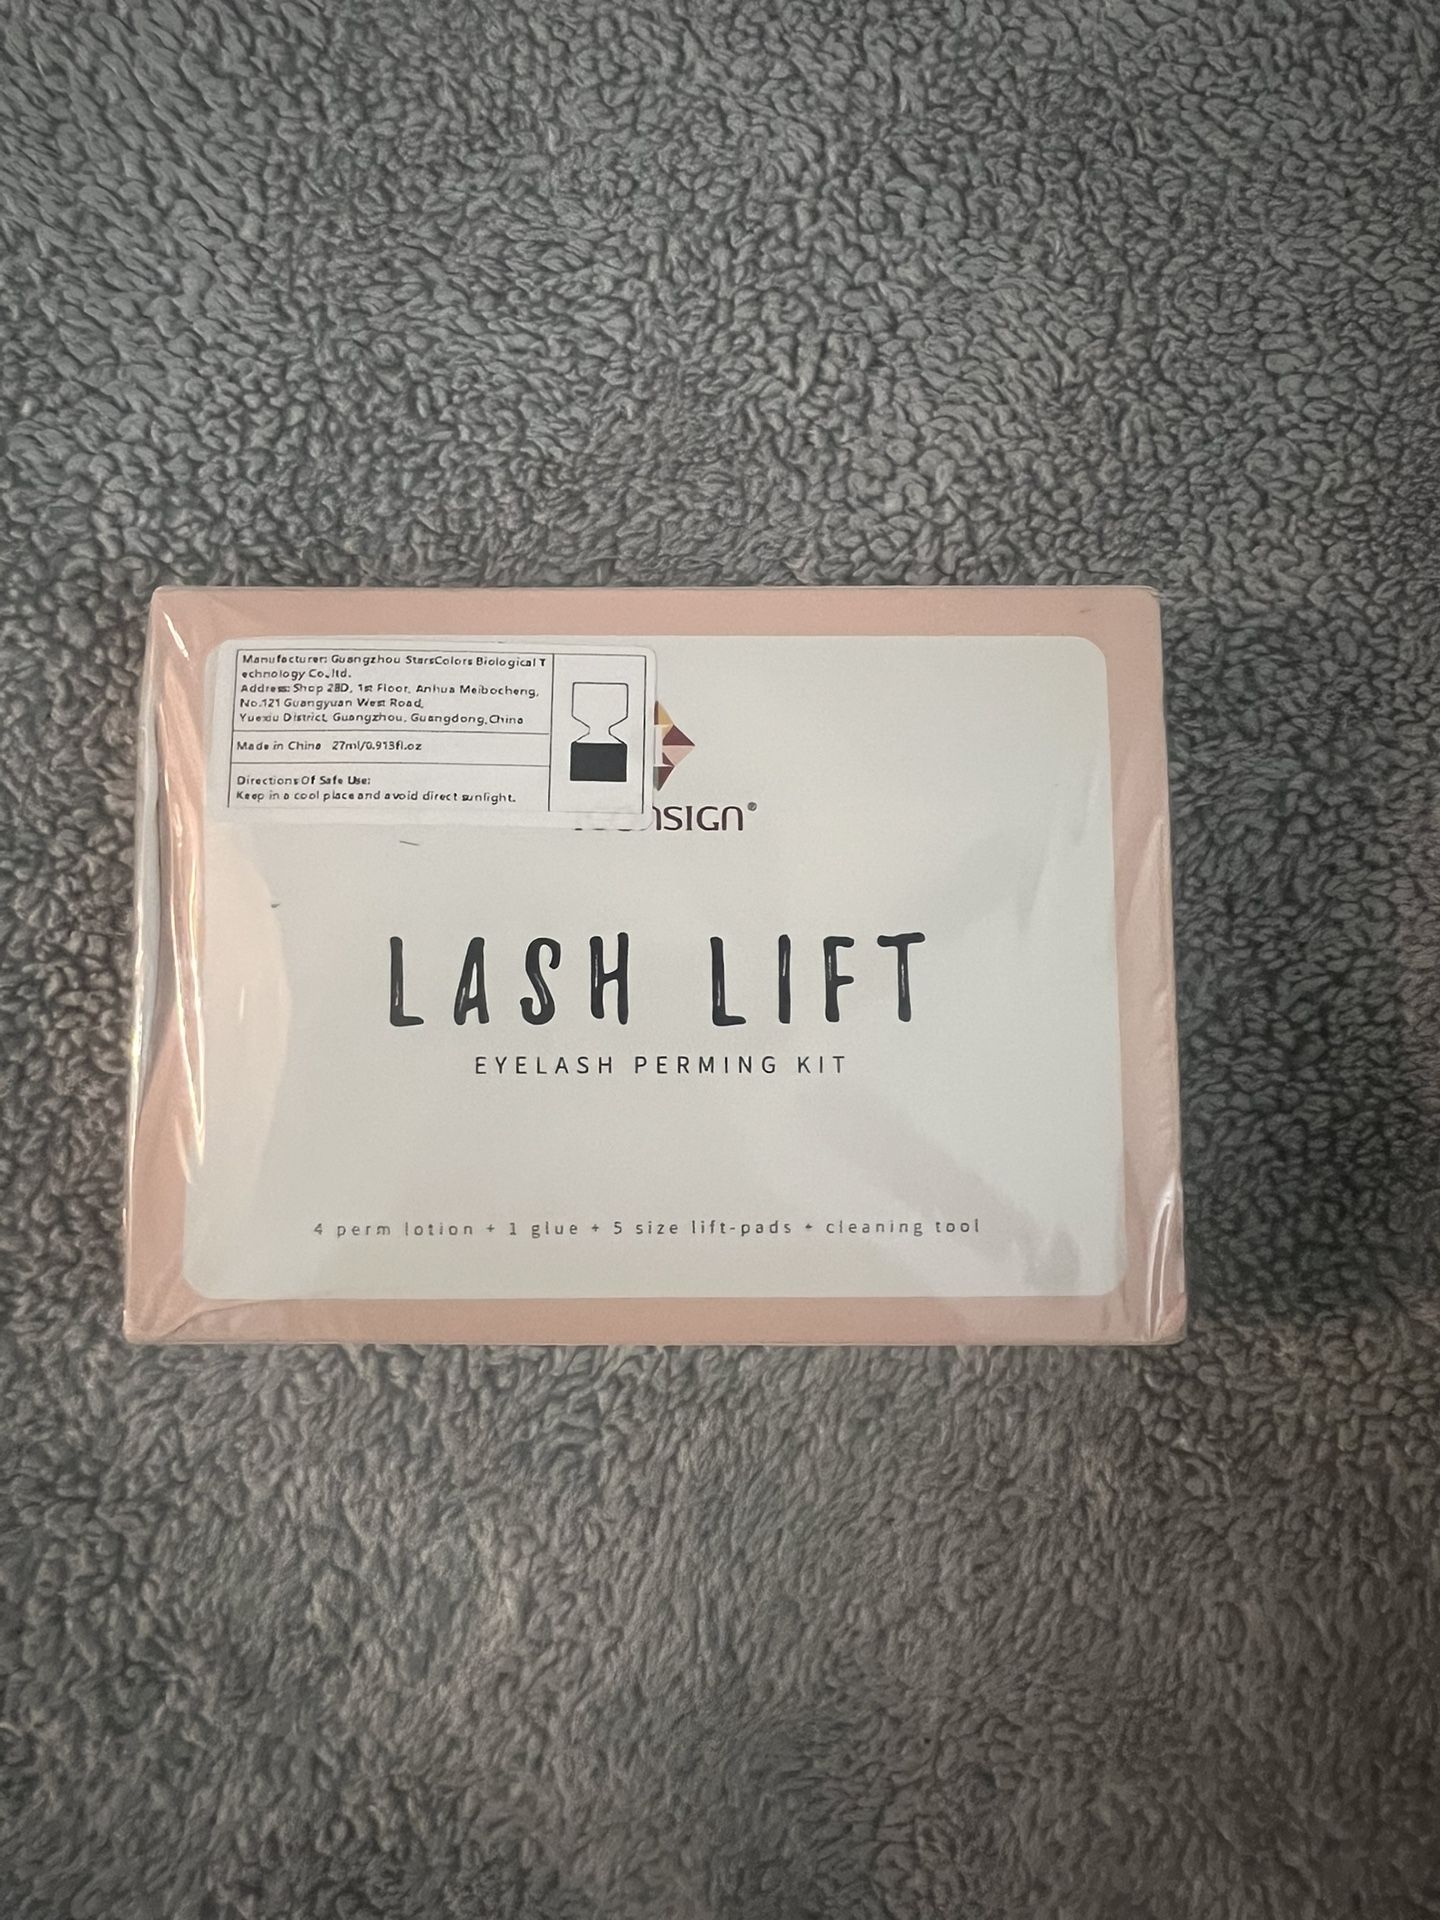 Manufacturer: Guangzhou StarsColors Biological T
echnology Co.,ltd.
Address: Shop 28D, 1st Floor, Anhua Meibocheng,
No.121 Guangyuan West Road,
Yuexiu District, Guangzhou, Guangdong,China
Made in China 27ml/0.913fl.oz
Directions Of Safe Use:
Keep in a cool place and avoid direct sunlight.
LASH LIFT
EYELASH PERMING KIT
4 perm lotion + 1 glue + 5 size lift-pads + cleaning tool